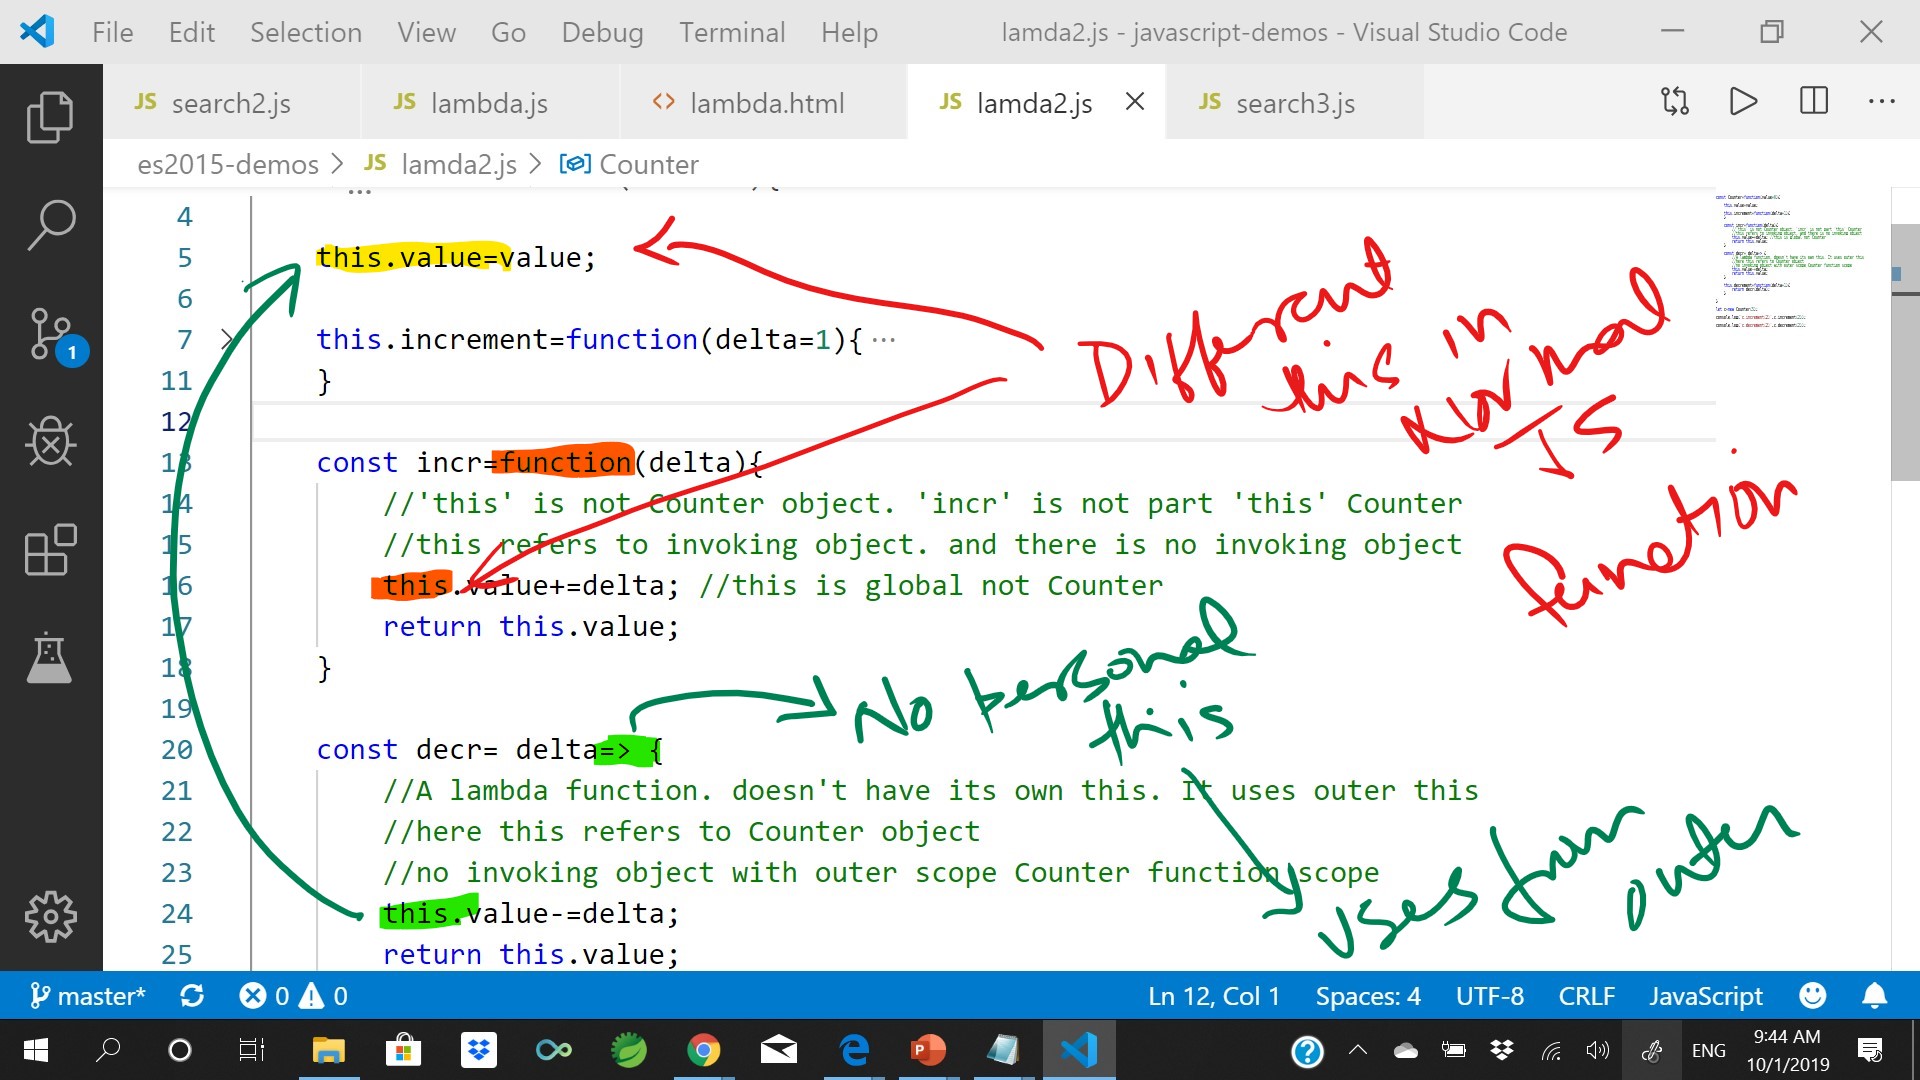 File Edit Selection View Go Debug Terminal Help lamda2.js - javascript-demos - Visual Studio Code
JS search2.js JS lambda.js <> lambda.html JS lamda2.js JS search3.js
es2015-demos > JS lamda2.js > Counter
4
5 this.value=value;
6
7 this.increment=function(delta=1){ ...
11 }
12
13 const incr=function(delta){
14 //'this' is not Counter object. 'incr' is not part 'this' Counter
15 //this refers to invoking object. and there is no invoking object
16 this.value+=delta; //this is global not Counter
17 return this.value;
18 }
19
20 const decr= delta=> {
21 //A lambda function. doesn't have its own this. It uses outer this
22 //here this refers to Counter object
23 //no invoking object with outer scope Counter function scope
24 this.value-=delta;
25 return this.value;
Different
this in
Normal
JS
function
No personal
this
Uses from
outer
1
master* 0 0 Ln 12, Col 1 Spaces: 4 UTF-8 CRLF JavaScript
ENG 9:44 AM
10/1/2019